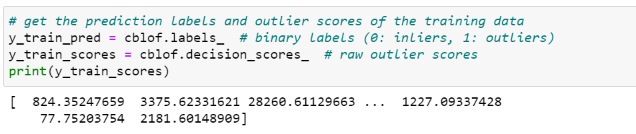 # get the prediction labels and outlier scores of the training data
y_train_pred = cblof.labels_  # binary labels (0: inliers, 1: outliers)
y_train_scores = cblof.decision_scores_  # raw outlier scores
print(y_train_scores)
[  824.35247659  3375.62331621 28260.61129663 ...  1227.09337428
    77.75203754  2181.60148909]